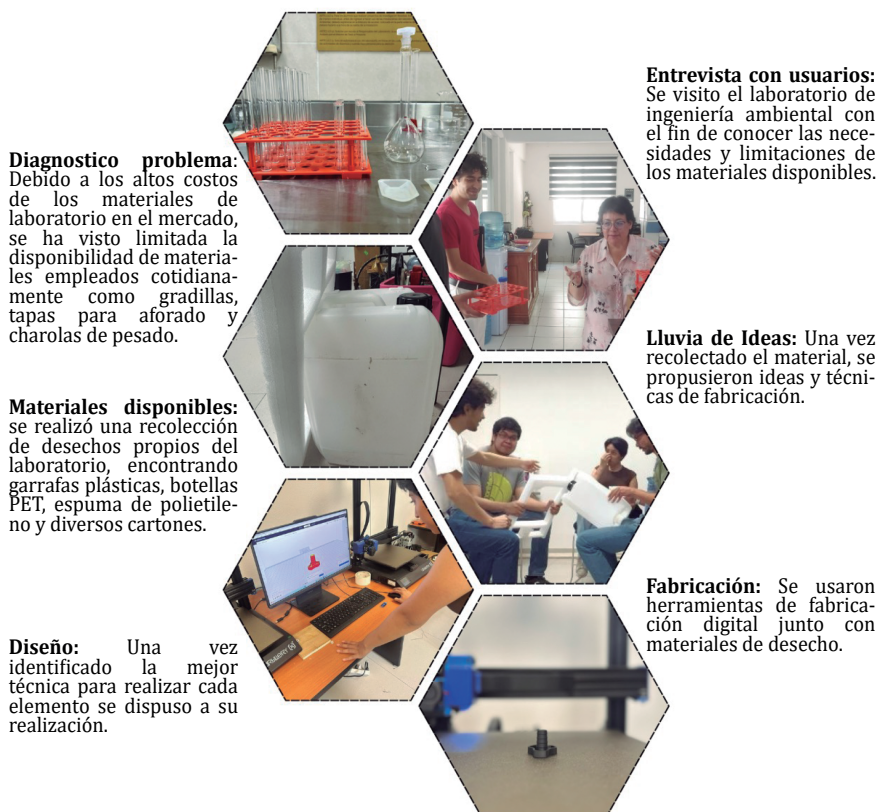 Diagnostico problema:
Debido a los altos costos
de los materiales de
laboratorio en el mercado,
se ha visto limitada la
disponibilidad de materia-
les empleados cotidiana-
mente como gradillas,
tapas para aforado y
charolas de pesado.
Entrevista con usuarios:
Se visito el laboratorio de
ingeniería ambiental con
el fin de conocer las nece-
sidades y limitaciones de
los materiales disponibles.
Materiales disponibles:
se realizó una recolección
de desechos propios del
laboratorio, encontrando
garrafas plásticas, botellas
PET, espuma de polietile-
no y diversos cartones.
Lluvia de Ideas: Una vez
recolectado el material, se
propusieron ideas y técni-
cas de fabricación.
Diseño: Una vez
identificado la mejor
técnica para realizar cada
elemento se dispuso a su
realización.
Fabricación: Se usaron
herramientas de fabrica-
ción digital junto con
materiales de desecho.